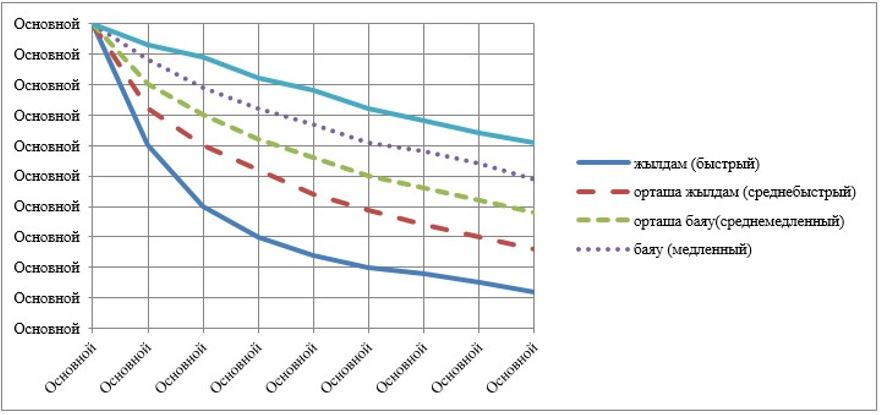 Основной
Основной
Основной
Основной
Основной
Основной
Основной
Основной
Основной
Основной
Основной
жылдам (быстрый)
орташа жылдам (среднебыстрый)
орташа баяу(среднемедленный)
баяу (медленный)
Основной
Основной
Основной
Основной
Основной
Основной
Основной
Основной
Основной